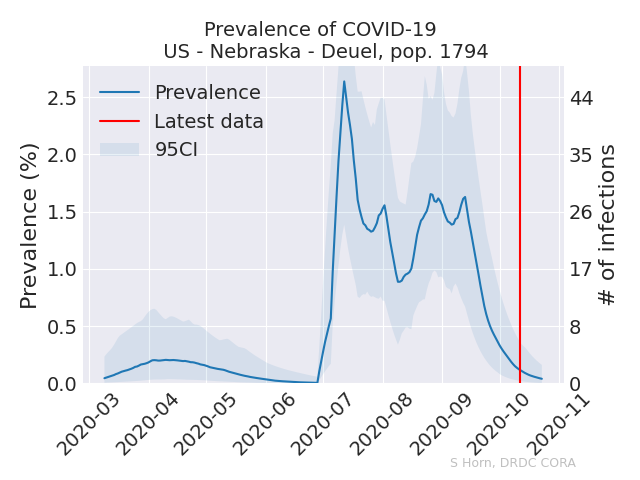 Prevalence of COVID-19
US - Nebraska - Deuel, pop. 1794
Prevalence
Latest data
95CI
Prevalence (%)
2.5
2.0
1.5
1.0
0.5
0.0
44
35
26
17
8
0
# of infections
2020-03
2020-04
2020-05
2020-06
2020-07
2020-08
2020-09
2020-10
2020-11
S Horn, DRDC CORA